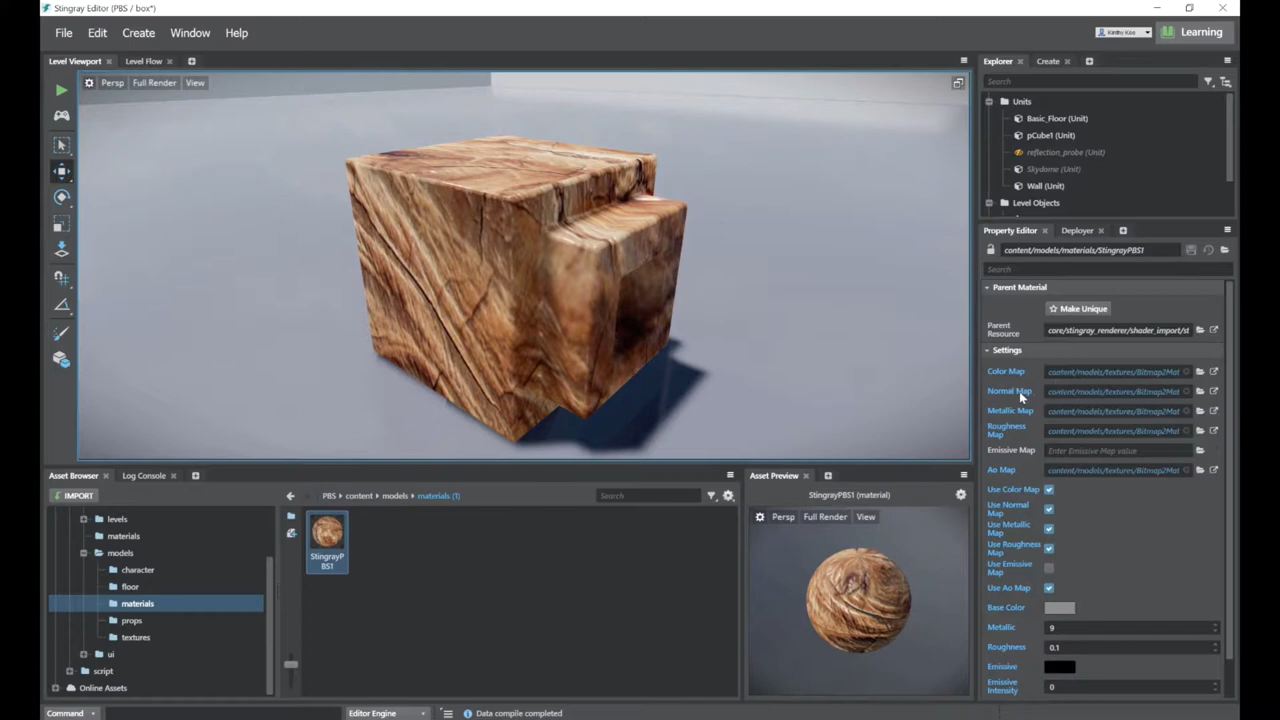 Stingray Editor (PBS / box*)
File Edit Create Window Help
Kinthy Kée Learning
Level Viewport Level Flow
Persp Full Render View
Explorer Create
Search
Units
Basic_Floor (Unit)
pCube1 (Unit)
reflection_probe (Unit)
Skydome (Unit)
Wall (Unit)
Level Objects
Property Editor Deployer
content/models/materials/StingrayPBS1
Search
Parent Material
Make Unique
Parent Resource core/stingray_renderer/shader_import/st
Settings
Color Map content/models/textures/Bitmap2Mat
Normal Map content/models/textures/Bitmap2Mat
Metallic Map content/models/textures/Bitmap2Mat
Roughness Map content/models/textures/Bitmap2Mat
Emissive Map Enter Emissive Map value
Ao Map content/models/textures/Bitmap2Mat
Use Color Map
Use Normal Map
Use Metallic Map
Use Roughness Map
Use Emissive Map
Use Ao Map
Base Color
Metallic 9
Roughness 0.1
Emissive
Emissive Intensity 0
Asset Browser Log Console
IMPORT
PBS content models materials (1)
Search
levels
materials
models
character
floor
materials
props
textures
ui
script
Online Assets
StingrayP
BS1
Asset Preview
StingrayPBS1 (material)
Persp Full Render View
Command Editor Engine Data compile completed